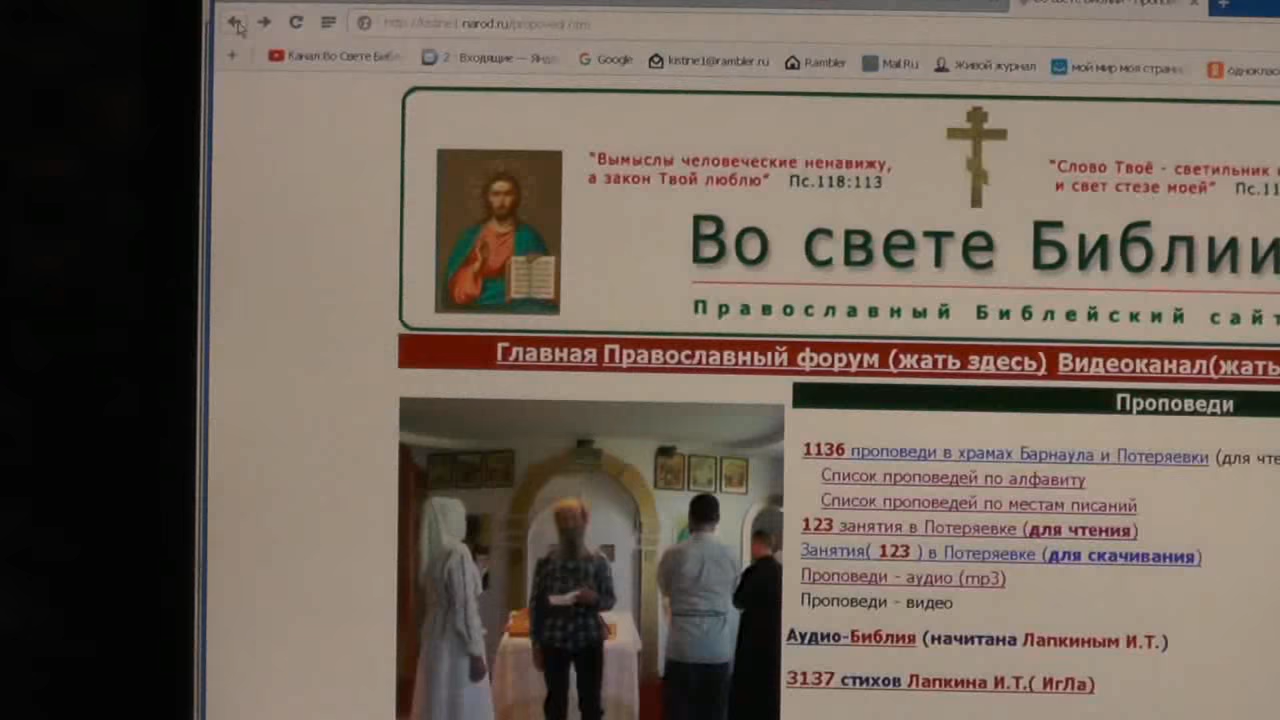 narod.ru
Канал Во Свете Библ
2 · Входящие — Янд
Google
kistine1@rambler.ru
Rambler
Mail.Ru
живой журнал
мой мир моя страни
однокла
"Вымыслы человеческие ненавижу,
а закон Твой люблю" Пс.118:113
"Слово Твоё - светильник
и свет стезе моей" Пс.11
Во свете Библии
Православный Библейский сайт
Главная Православный форум (жать здесь) Видеоканал(жать
Проповеди
1136 проповеди в храмах Барнаула и Потеряевки (для чте
Список проповедей по алфавиту
Список проповедей по местам писаний
123 занятия в Потеряевке (для чтения)
Занятия( 123 ) в Потеряевке (для скачивания)
Проповеди - аудио (mp3)
Проповеди - видео
Аудио-Библия (начитана Лапкиным И.Т.)
3137 стихов Лапкина И.Т.( ИгЛа)